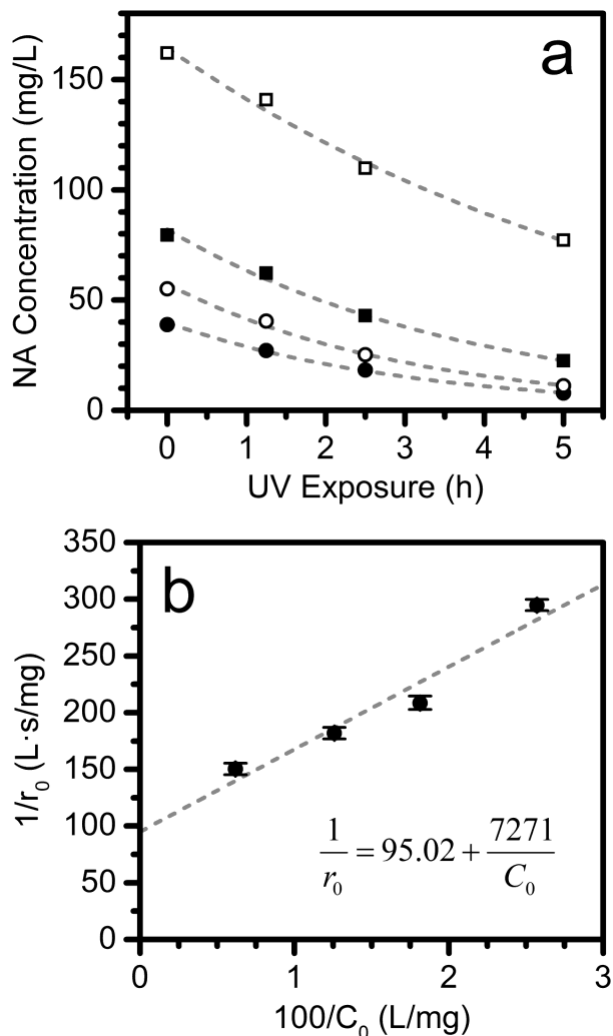 a
NA Concentration (mg/L)
150
100
50
0
0 1 2 3 4 5
UV Exposure (h)
b
1/r₀ (L·s/mg)
350
300
250
200
150
100
50
0
1/r₀ = 95.02 + 7271/C₀
0 1 2 3
100/C₀ (L/mg)